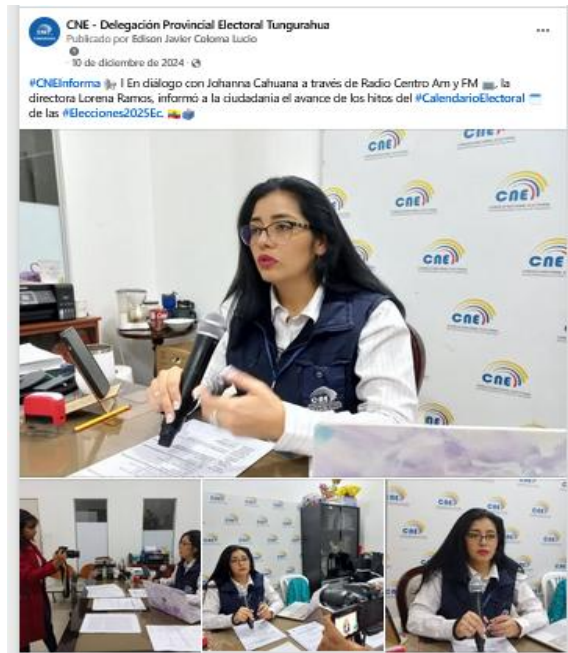 CNE - Delegación Provincial Electoral Tungurahua
Publicado por Edison Javier Coloma Lucio
10 de diciembre de 2024
#CNEInforma | En diálogo con Johanna Cahuana a través de Radio Centro Am y FM, la
directora Lorena Ramos, informó a la ciudadania el avance de los hitos del #CalendarioElectoral
de las #Elecciones2025Ec.
CNE
CNE
CNE
CNE
CNE
CNE
CNE
CNE